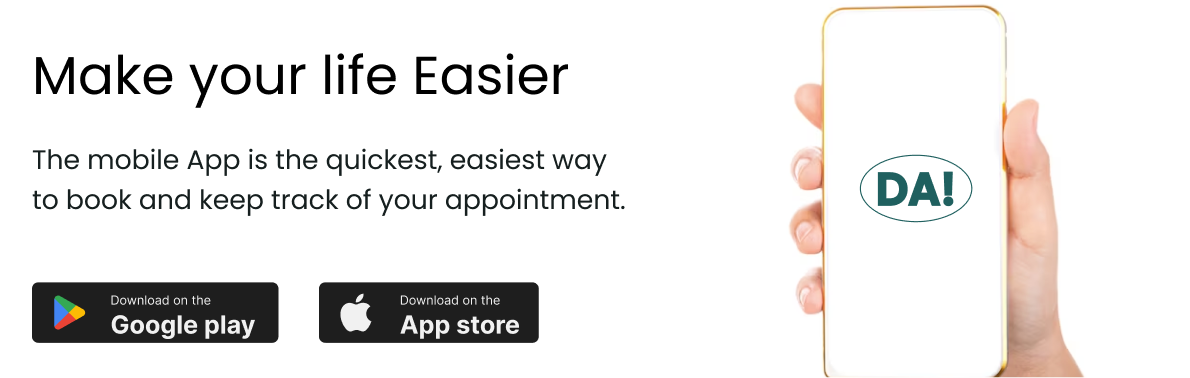 Make your life Easier
The mobile App is the quickest, easiest way
to book and keep track of your appointment.
Download on the
Google play
Download on the
App store
DA!